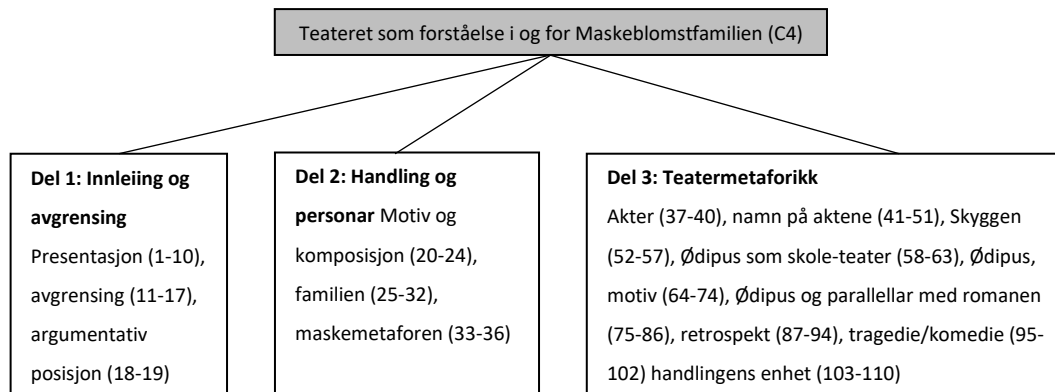 Teateret som forståelse i og for Maskeblomstfamilien (C4)
Del 1: Innleiing og
avgrensing
Presentasjon (1-10),
avgrensing (11-17),
argumentativ
posisjon (18-19)
Del 2: Handling og
personar Motiv og
komposisjon (20-24),
familien (25-32),
maskemetaforen (33-36)
Del 3: Teatermetaforikk
Akter (37-40), namn på aktene (41-51), Skyggen
(52-57), Ødipus som skole-teater (58-63), Ødipus,
motiv (64-74), Ødipus og parallellar med romanen
(75-86), retrospekt (87-94), tragedie/komedie (95-
102) handlingens enhet (103-110)